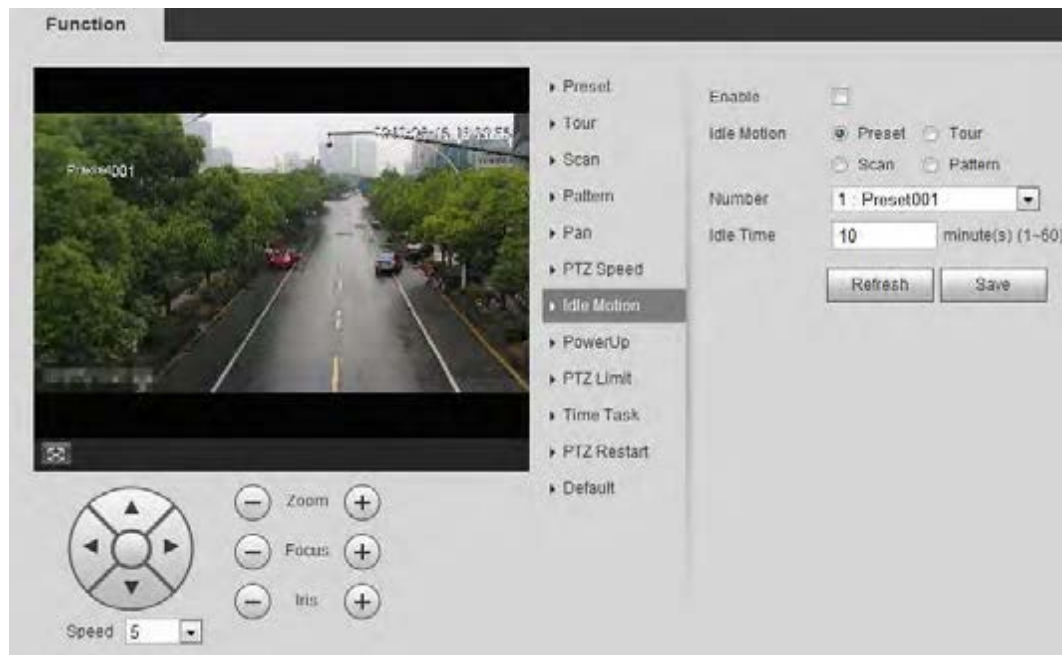 Function
Preset
Tour
Scan
Pattern
Pan
PTZ Speed
Idle Motion
PowerUp
PTZ Limit
Time Task
PTZ Restart
Default
Enable
Idle Motion
Preset Tour
Scan Pattern
Number 1 : Preset001
Idle Time 10 minute(s) (1~60)
Refresh Save
Zoom
Focus
Iris
Speed 5